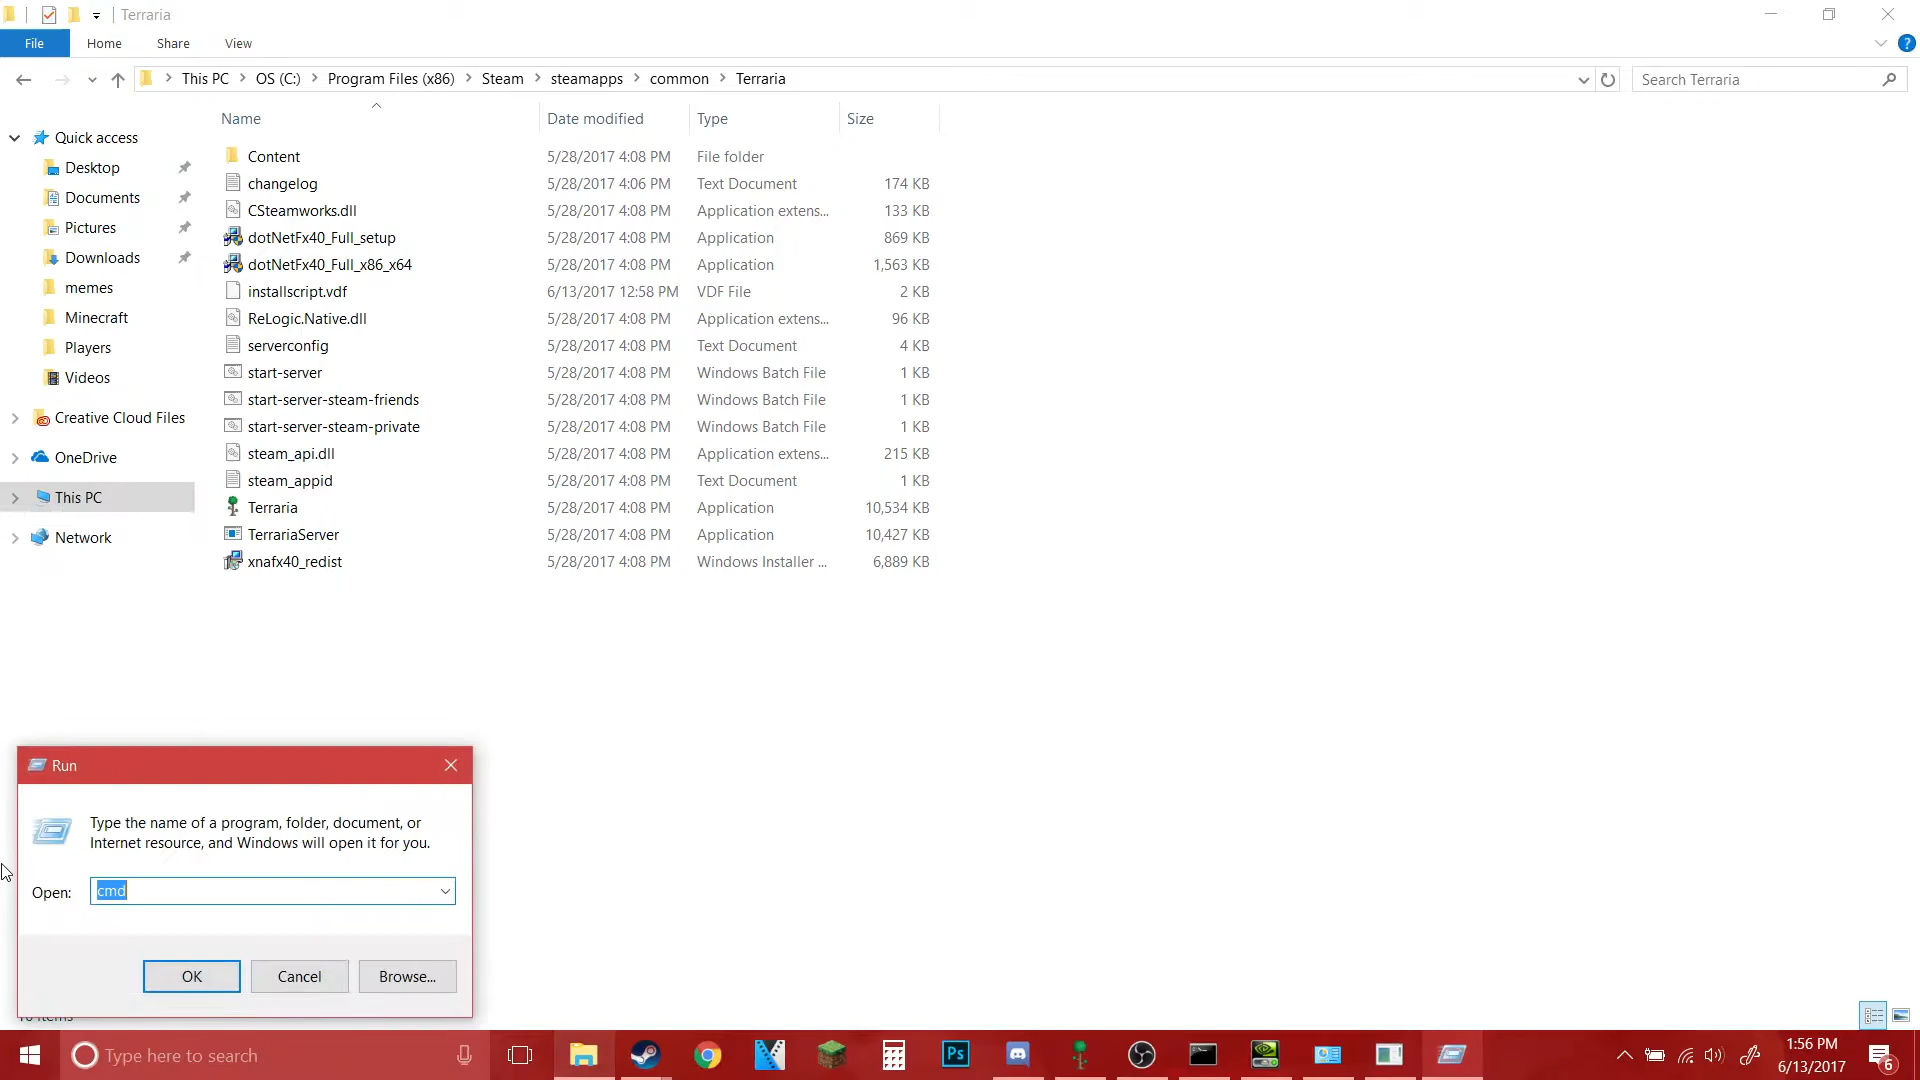 Terraria
File Home Share View
This PC OS (C:) Program Files (x86) Steam steamapps common Terraria
Search Terraria
Name Date modified Type Size
Quick access
Desktop
Documents
Pictures
Downloads
memes
Minecraft
Players
Videos
Creative Cloud Files
OneDrive
This PC
Network
Content 5/28/2017 4:08 PM File folder
changelog 5/28/2017 4:06 PM Text Document 174 KB
CSteamworks.dll 5/28/2017 4:08 PM Application extens... 133 KB
dotNetFx40_Full_setup 5/28/2017 4:08 PM Application 869 KB
dotNetFx40_Full_x86_x64 5/28/2017 4:08 PM Application 1,563 KB
installscript.vdf 6/13/2017 12:58 PM VDF File 2 KB
ReLogic.Native.dll 5/28/2017 4:08 PM Application extens... 96 KB
serverconfig 5/28/2017 4:08 PM Text Document 4 KB
start-server 5/28/2017 4:08 PM Windows Batch File 1 KB
start-server-steam-friends 5/28/2017 4:08 PM Windows Batch File 1 KB
start-server-steam-private 5/28/2017 4:08 PM Windows Batch File 1 KB
steam_api.dll 5/28/2017 4:08 PM Application extens... 215 KB
steam_appid 5/28/2017 4:08 PM Text Document 1 KB
Terraria 5/28/2017 4:08 PM Application 10,534 KB
TerrariaServer 5/28/2017 4:08 PM Application 10,427 KB
xnafx40_redist 5/28/2017 4:08 PM Windows Installer ... 6,889 KB
Run
Type the name of a program, folder, document, or
Internet resource, and Windows will open it for you.
Open: cmd
OK Cancel Browse...
Type here to search
Ps
1:56 PM
6/13/2017
6